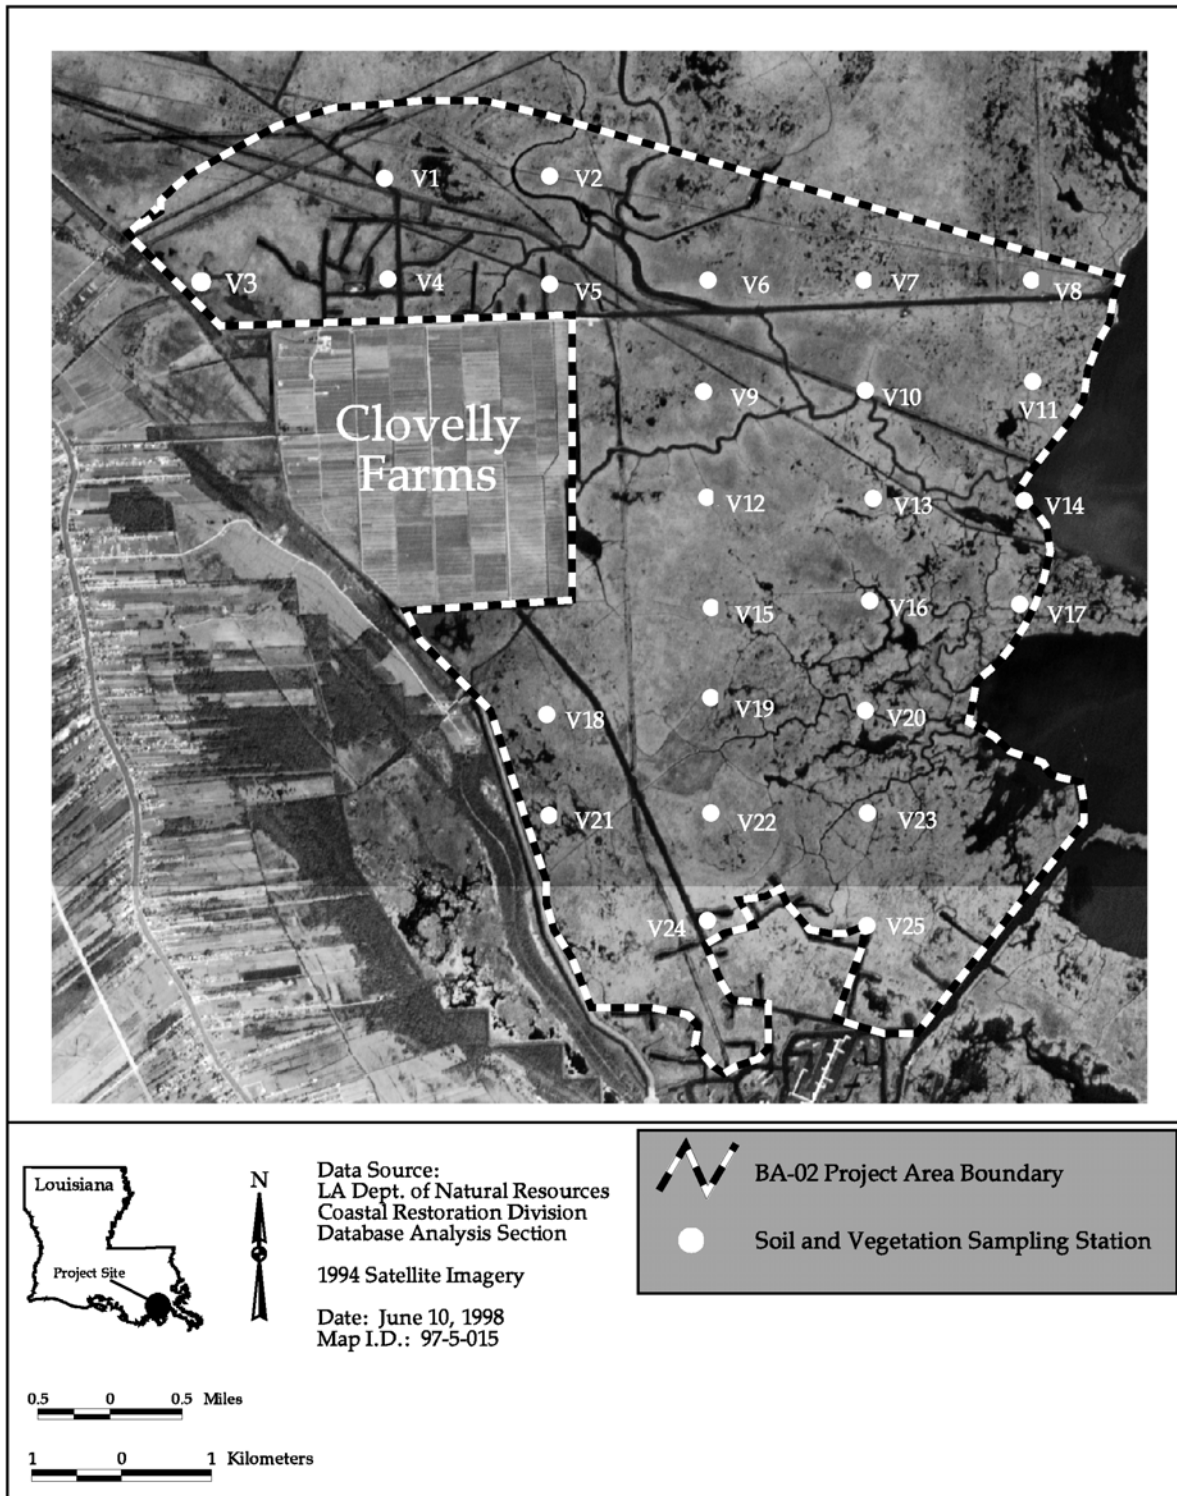 V1
V2
V3
V4
V5
V6
V7
V8
Clovelly
Farms
V9
V10
V11
V12
V13
V14
V15
V16
V17
V18
V19
V20
V21
V22
V23
V24
V25
Louisiana
Project Site
N
Data Source:
LA Dept. of Natural Resources
Coastal Restoration Division
Database Analysis Section
1994 Satellite Imagery
Date: June 10, 1998
Map I.D.: 97-5-015
BA-02 Project Area Boundary
Soil and Vegetation Sampling Station
0.5 0 0.5 Miles
1 0 1 Kilometers